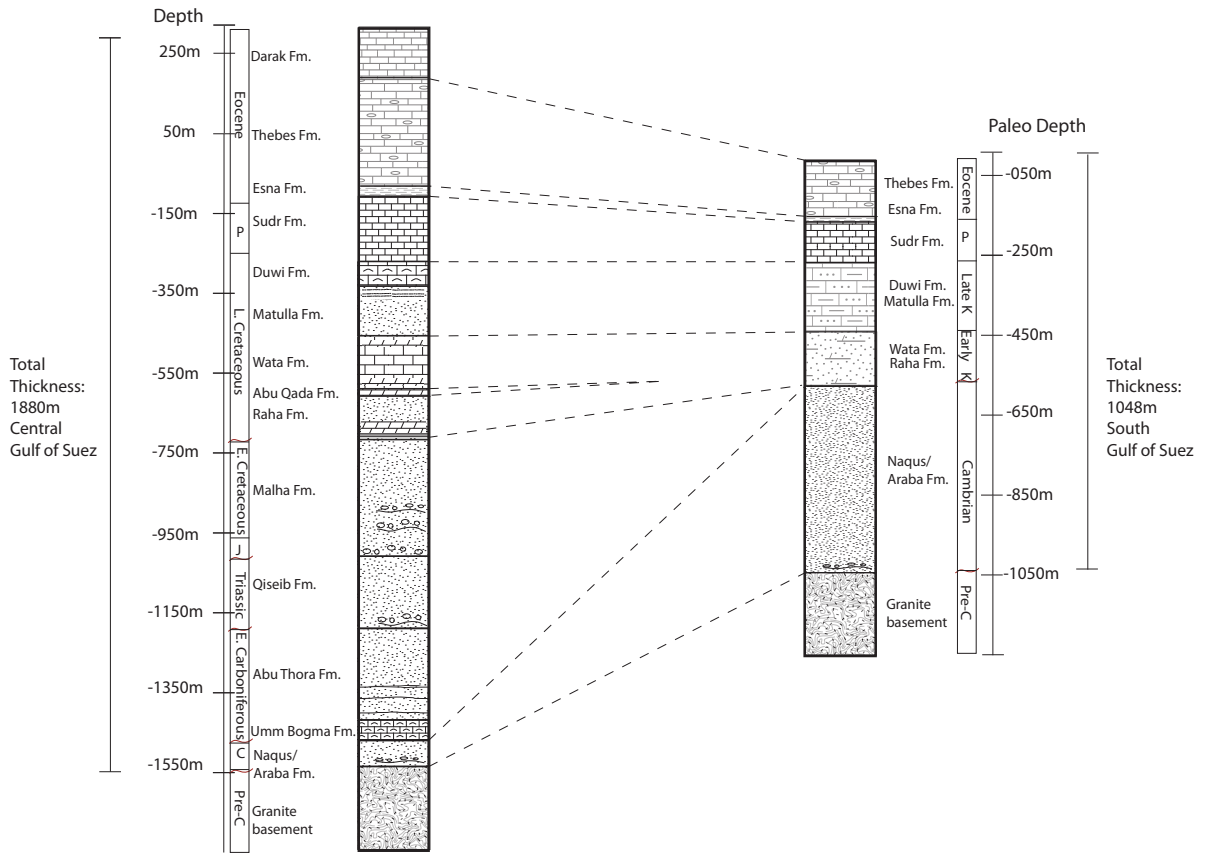 Depth
250m
50m
-150m
-350m
-550m
-750m
-950m
-1150m
-1350m
-1550m
Total
Thickness:
1880m
Central
Gulf of Suez
Eocene
P
L. Cretaceous
E. Cretaceous
J
Triassic
E. Carboniferous
C
Pre-C
Darak Fm.
Thebes Fm.
Esna Fm.
Sudr Fm.
Duwi Fm.
Matulla Fm.
Wata Fm.
Abu Qada Fm.
Raha Fm.
Malha Fm.
Qiseib Fm.
Abu Thora Fm.
Umm Bogma Fm.
Naqus/
Araba Fm.
Granite
basement
Paleo Depth
Thebes Fm.
Esna Fm.
Sudr Fm.
Duwi Fm.
Matulla Fm.
Wata Fm.
Raha Fm.
Naqus/
Araba Fm.
Granite
basement
Eocene
P
Late K
Early
K
Cambrian
Pre-C
-050m
-250m
-450m
-650m
-850m
-1050m
Total
Thickness:
1048m
South
Gulf of Suez